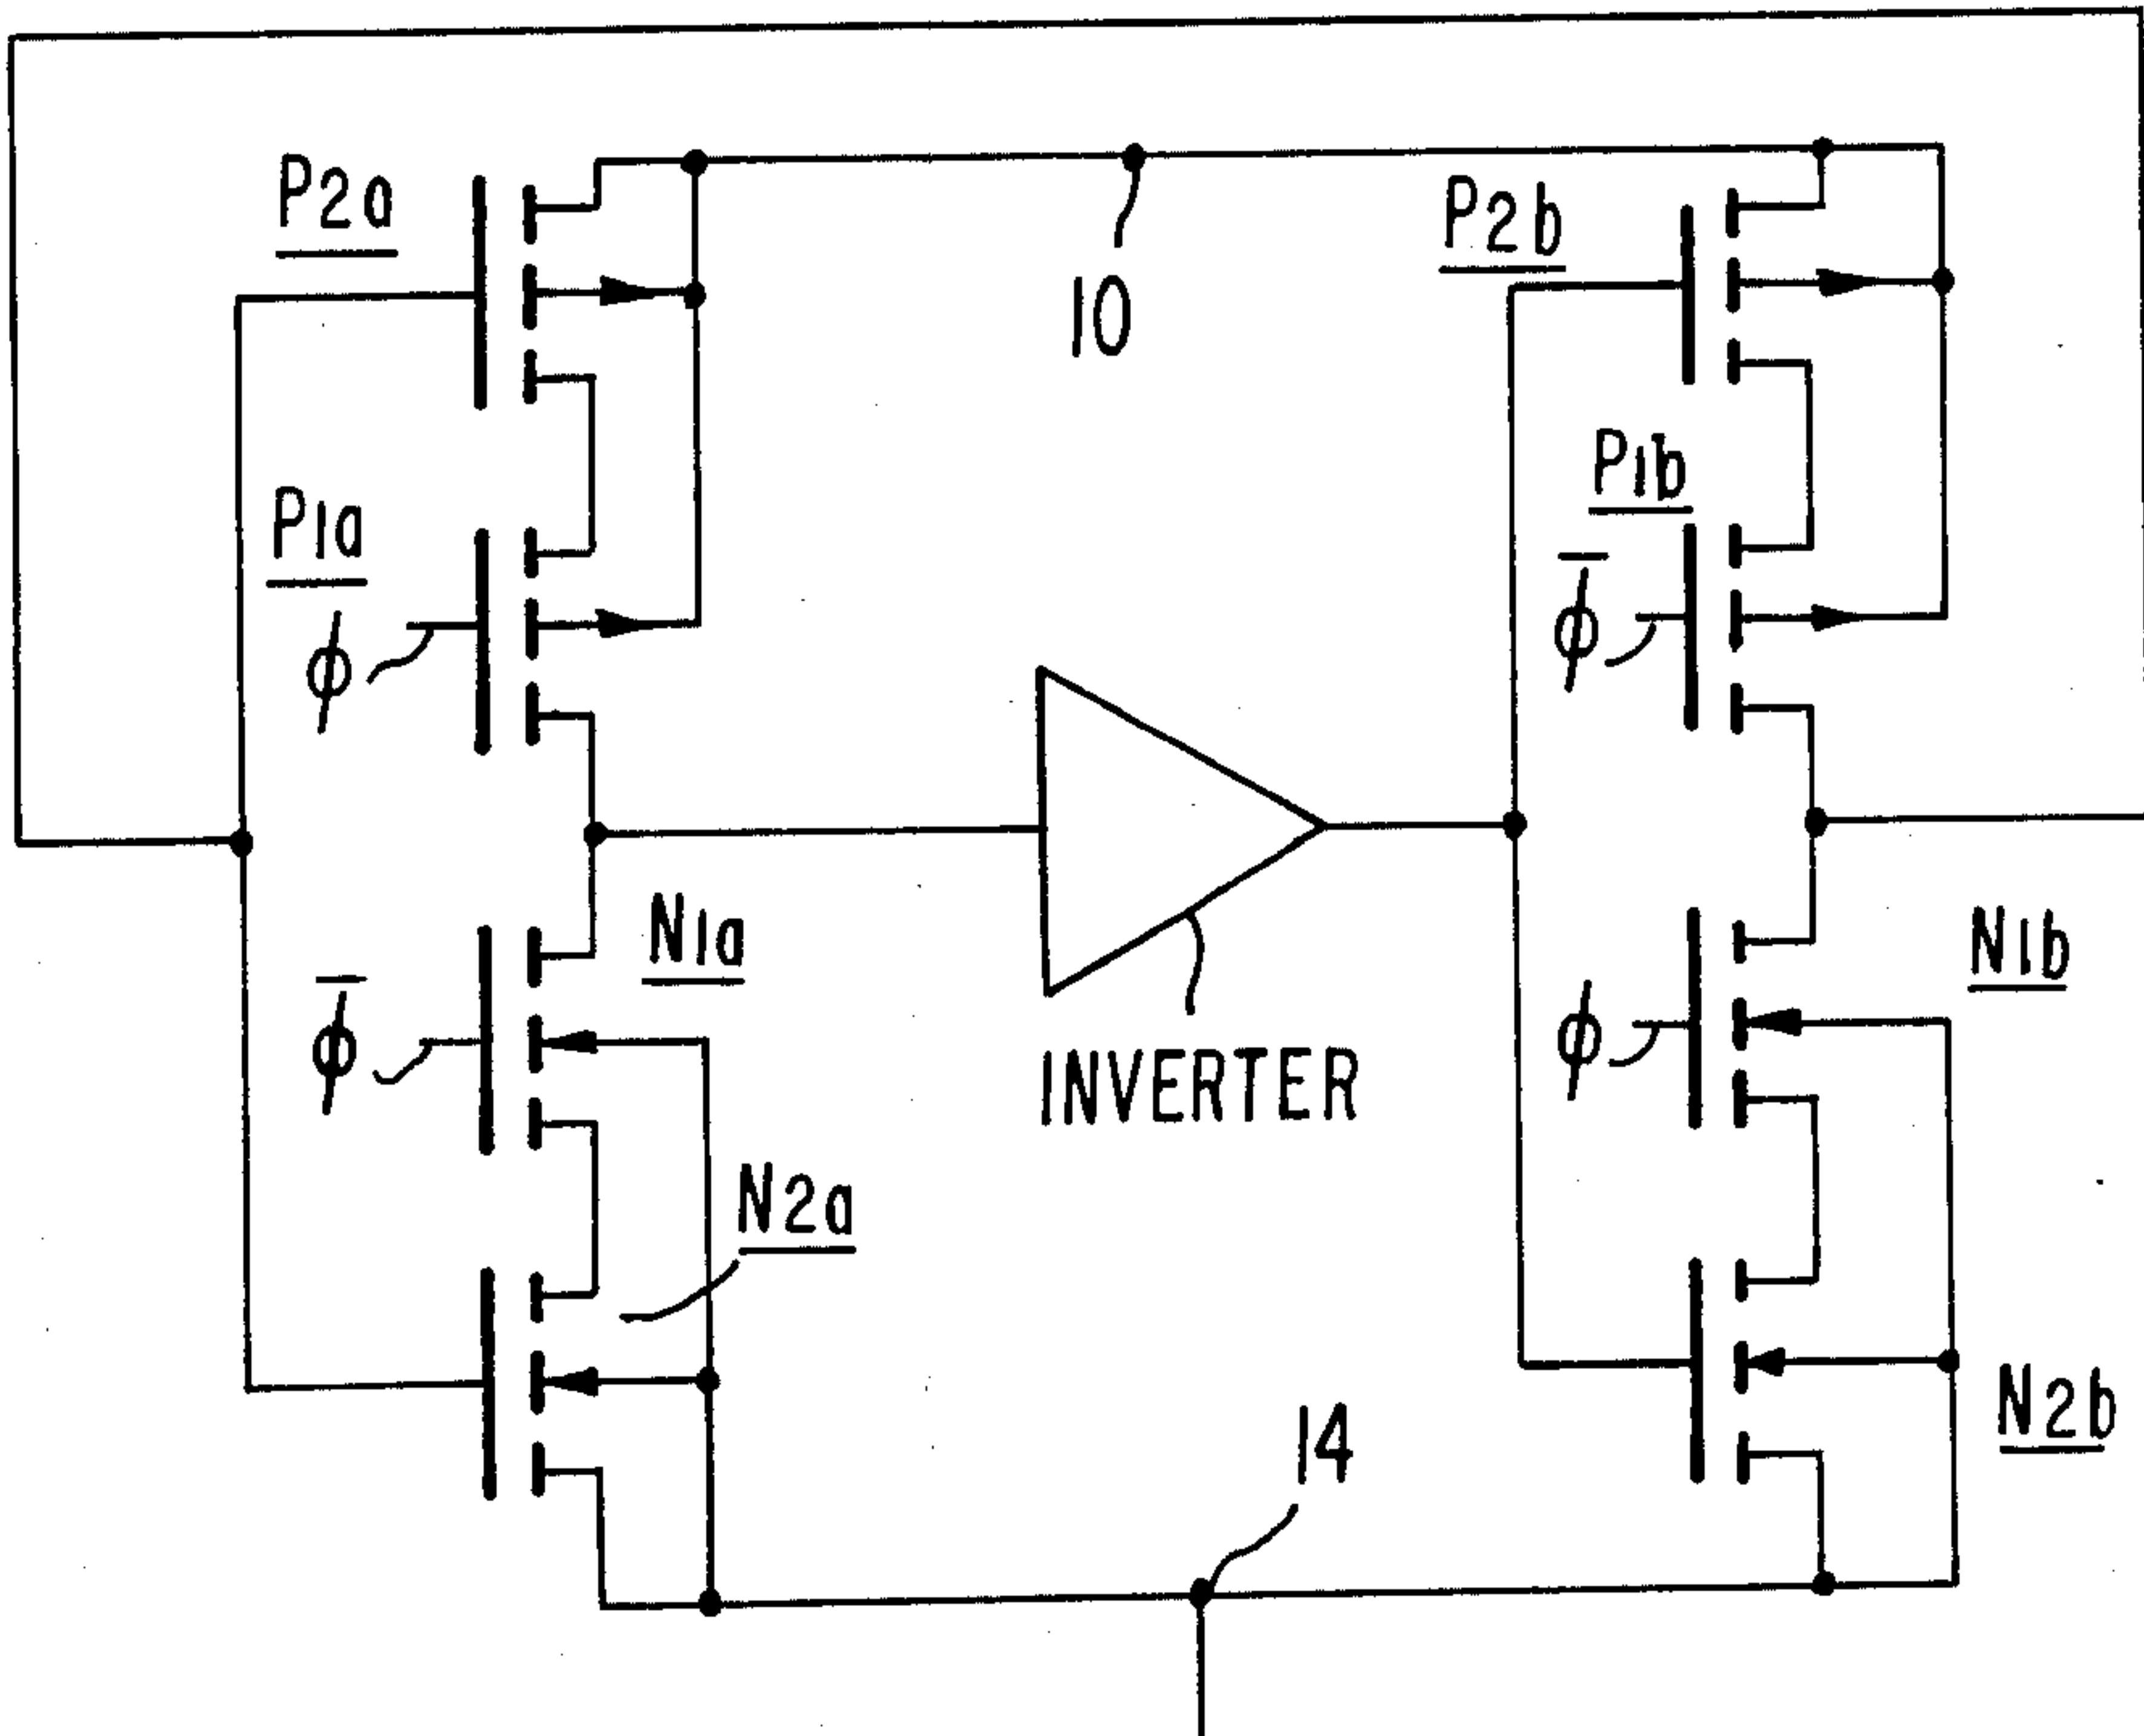 P2a
P2b
10
P1b
P1a
ϕ̅
ϕ
N1a
N1b
ϕ̅
ϕ
INVERTER
N2a
N2b
14